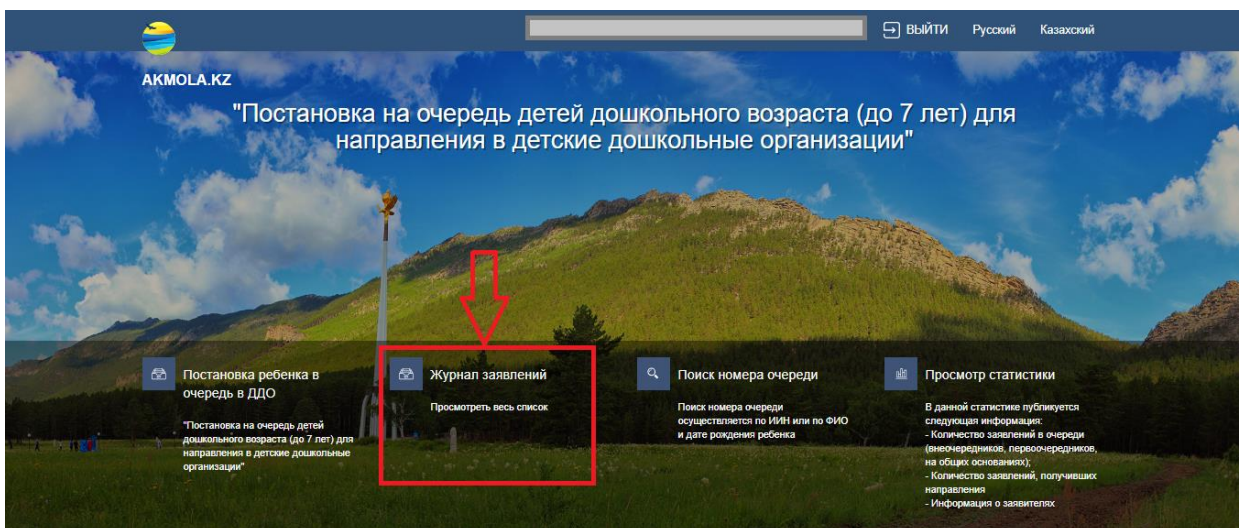 ВЫЙТИ Русский Казахский
AKMOLA.KZ
"Постановка на очередь детей дошкольного возраста (до 7 лет) для
направления в детские дошкольные организации"
Постановка ребенка в
очередь в ДДО
"Постановка на очередь детей
дошкольного возраста (до 7 лет) для
направления в детские дошкольные
организации"
Журнал заявлений
Просмотреть весь список
Поиск номера очереди
Поиск номера очереди
осуществляется по ИИН или по ФИО
и дате рождения ребенка
Просмотр статистики
В данной статистике публикуется
следующая информация:
- Количество заявлений в очереди
(внеочередников, первоочередников,
на общих основаниях);
- Количество заявлений, получивших
направления
- Информация о заявителях